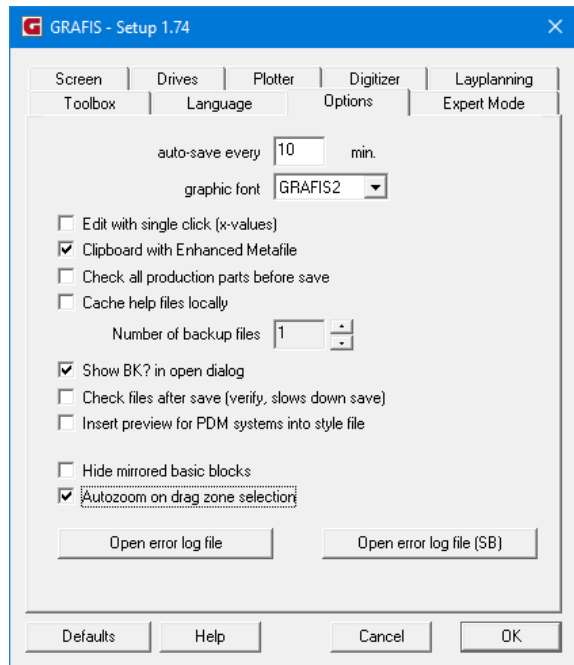 GRAFIS - Setup 1.74
Screen Drives Plotter Digitizer Layplanning
Toolbox Language Options Expert Mode
auto-save every 10 min.
graphic font GRAFIS2
Edit with single click (x-values)
Clipboard with Enhanced Metafile
Check all production parts before save
Cache help files locally
Number of backup files 1
Show BK? in open dialog
Check files after save (verify, slows down save)
Insert preview for PDM systems into style file
Hide mirrored basic blocks
Autozoom on drag zone selection
Open error log file Open error log file (SB)
Defaults Help Cancel OK